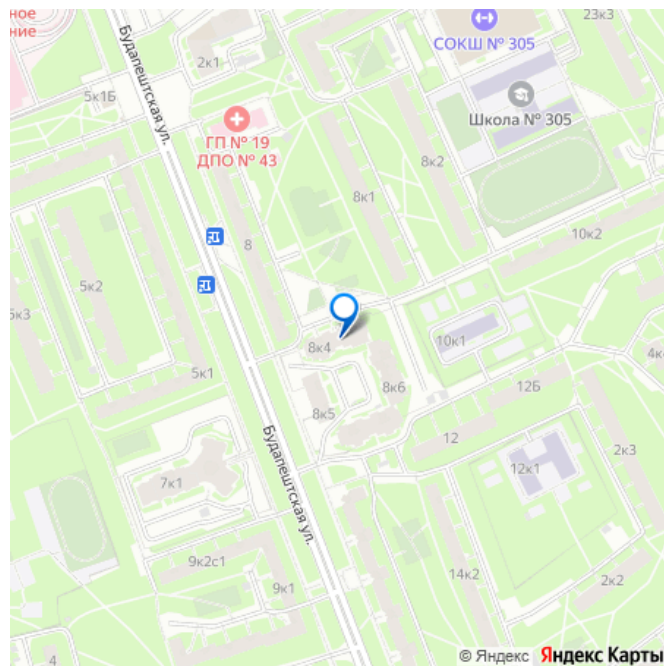 ное
ние
23к3
СОКШ № 305
2к1
5к1Б
Будапештская ул.
Школа № 305
ГП № 19
ДПО № 43
8к2
8к1
10к2
8
5к2
5к3
10к1
8к4
4к
5к1
8к6
12Б
8к5
12
2к3
Будапештская ул.
12к1
7к1
9к2с1
14к2
2к2
9к1
4
© Яндекс Яндекс Карты